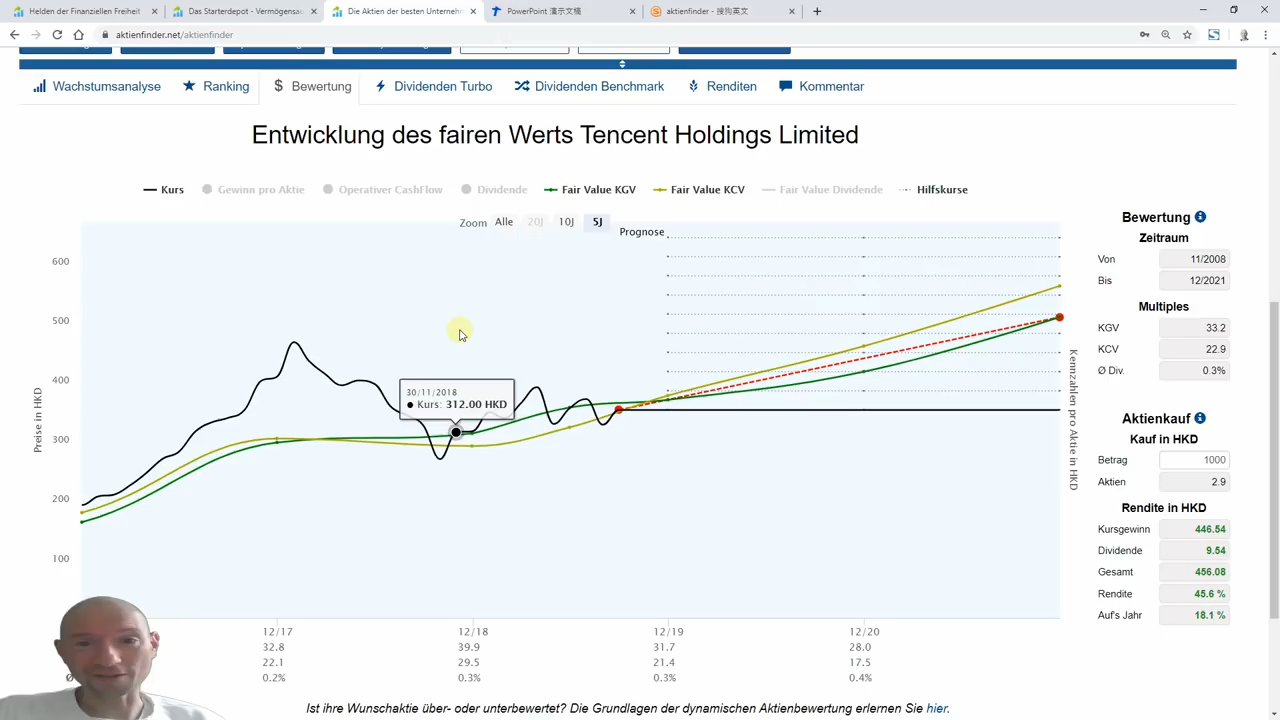 Helden der Finanziellen Freiheit
Das Starterdepot - Vermögensau
Die Aktien der besten Unternehm
PowerPoint 演示文稿
aktienfinder - 搜狗英文
aktienfinder.net/aktienfinder
Wachstumsanalyse
Ranking
Bewertung
Dividenden Turbo
Dividenden Benchmark
Renditen
Kommentar
Entwicklung des fairen Werts Tencent Holdings Limited
Kurs
Gewinn pro Aktie
Operativer CashFlow
Dividende
Fair Value KGV
Fair Value KCV
Fair Value Dividende
Hilfskurse
Zoom Alle 20J 10J 5J
Prognose
600
500
400
300
200
100
Preise in HKD
30/11/2018
Kurs: 312.00 HKD
Kennzahlen pro Aktie in HKD
12/17 12/18 12/19 12/20
32.8 39.9 31.7 28.0
22.1 29.5 21.4 17.5
Ø 0.2% 0.3% 0.3% 0.4%
Bewertung
Zeitraum
Von 11/2008
Bis 12/2021
Multiples
KGV 33.2
KCV 22.9
Ø Div. 0.3%
Aktienkauf
Kauf in HKD
Betrag 1000
Aktien 2.9
Rendite in HKD
Kursgewinn 446.54
Dividende 9.54
Gesamt 456.08
Rendite 45.6 %
Auf's Jahr 18.1 %
Ist ihre Wunschaktie über- oder unterbewertet? Die Grundlagen der dynamischen Aktienbewertung erlernen Sie hier.